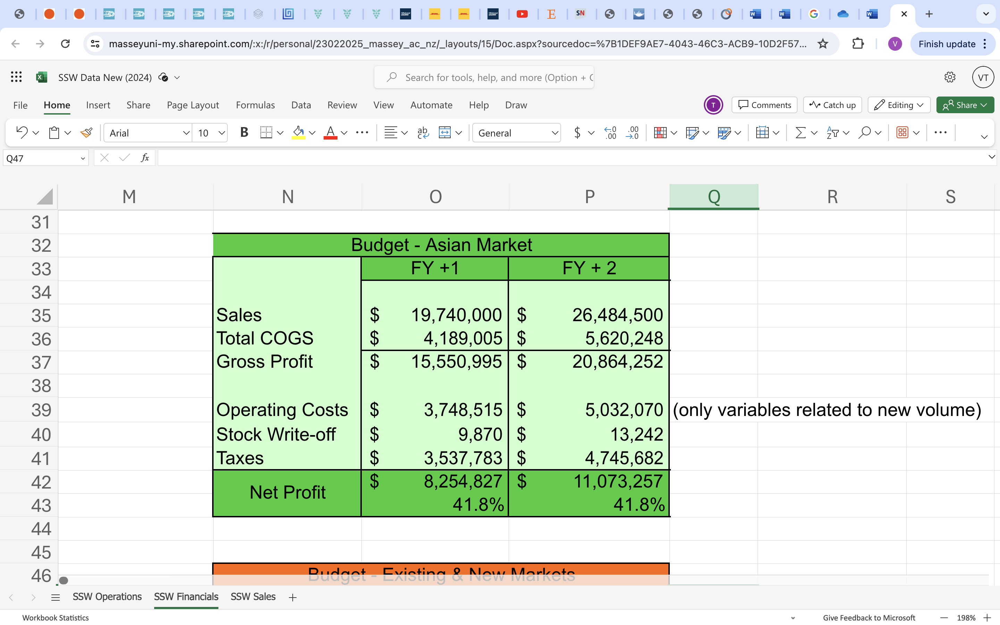 SN
masseyuni-my.sharepoint.com/:x:/r/personal/23022025_massey_ac_nz/_layouts/15/Doc.aspx?sourcedoc=%7B1DEF9AE7-4043-46C3-ACB9-10D2F57...
V
Finish update
SSW Data New (2024)
Search for tools, help, and more (Option +
VT
File Home Insert Share Page Layout Formulas Data Review View Automate Help Draw
T Comments Catch up Editing Share
Arial 10 B A ab c General $ .00 .0
Q47 fx
M N O P Q R S
31
32 Budget - Asian Market
33 FY +1 FY + 2
34
35 Sales $ 19,740,000 $ 26,484,500
36 Total COGS $ 4,189,005 $ 5,620,248
37 Gross Profit $ 15,550,995 $ 20,864,252
38
39 Operating Costs $ 3,748,515 $ 5,032,070 (only variables related to new volume)
40 Stock Write-off $ 9,870 $ 13,242
41 Taxes $ 3,537,783 $ 4,745,682
42 $ 8,254,827 $ 11,073,257
Net Profit
43 41.8% 41.8%
44
45
46 Budget - Existing & New Markets
SSW Operations SSW Financials SSW Sales
Workbook Statistics Give Feedback to Microsoft 198%